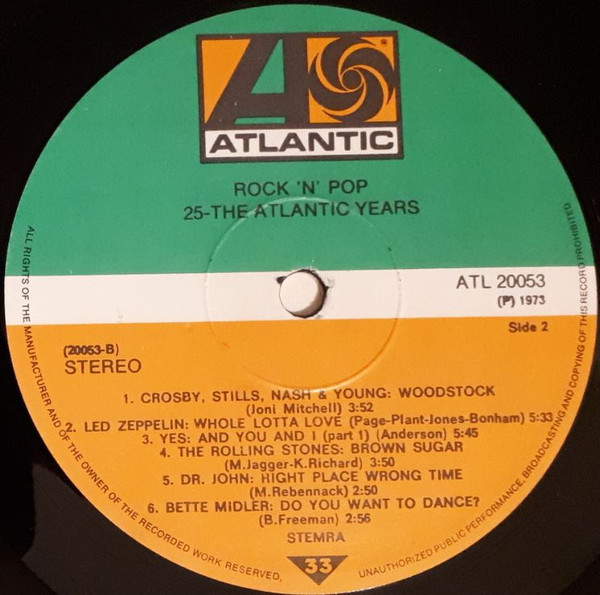 ATLANTIC
ROCK 'N' POP
25-THE ATLANTIC YEARS
ATL 20053
(P) 1973
Side 2
(20053-B)
STEREO
1. CROSBY, STILLS, NASH & YOUNG: WOODSTOCK
(Joni Mitchell) 3:52
2. LED ZEPPELIN: WHOLE LOTTA LOVE (Page-Plant-Jones-Bonham) 5:33
3. YES: AND YOU AND I (part 1) (Anderson) 5:45
4. THE ROLLING STONES: BROWN SUGAR
(M.Jagger-K.Richard) 3:50
5. DR. JOHN: RIGHT PLACE WRONG TIME
(M.Rebennack) 2:50
6. BETTE MIDLER: DO YOU WANT TO DANCE?
(B.Freeman) 2:56
STEMRA
33
ALL RIGHTS OF THE MANUFACTURER AND OF THE OWNER OF THE RECORDED WORK RESERVED, UNAUTHORIZED PUBLIC PERFORMANCE, BROADCASTING AND COPYING OF THIS RECORD PROHIBITED